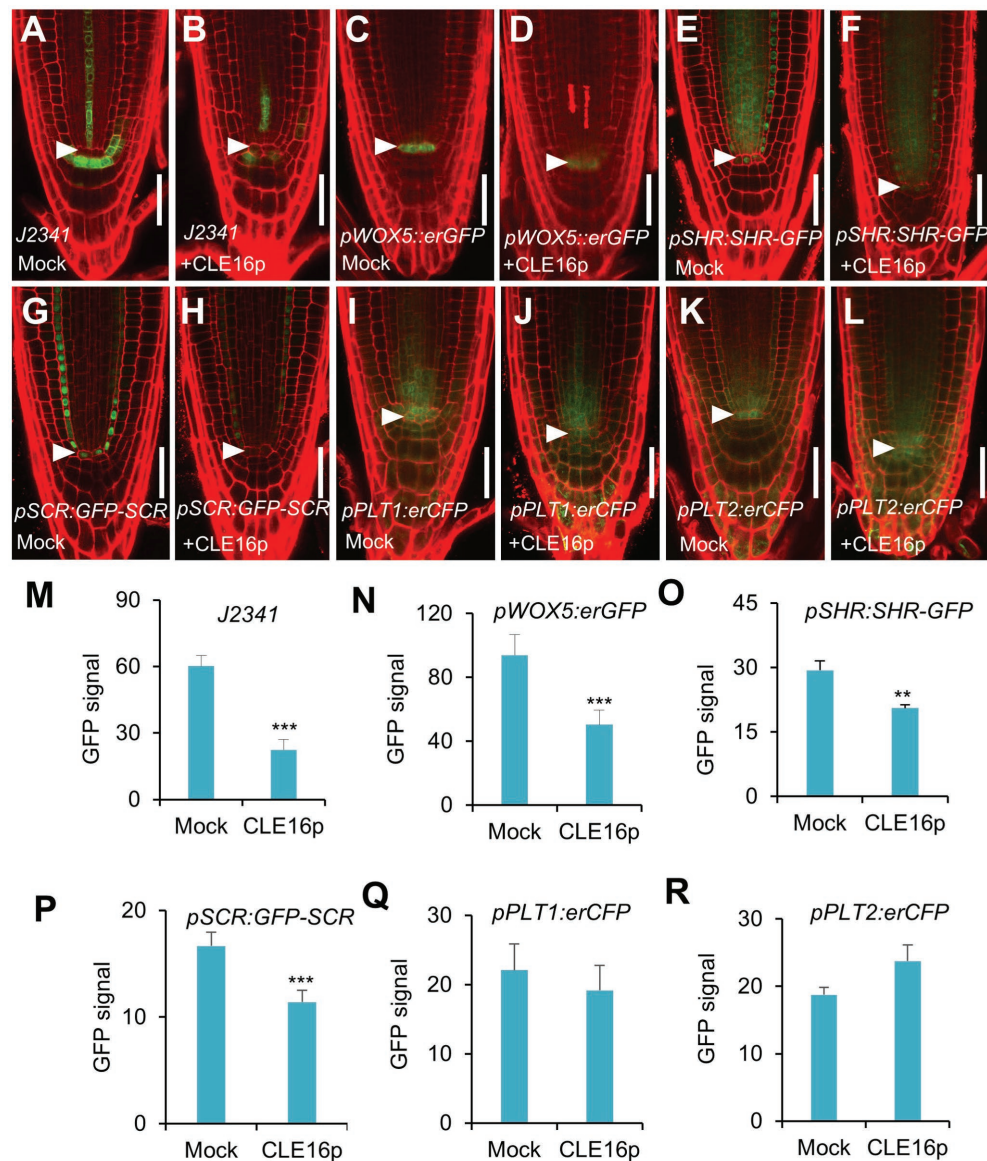 A
B
C
D
E
F
J2341
Mock
J2341
+CLE16p
pWOX5::erGFP
Mock
pWOX5::erGFP
+CLE16p
pSHR:SHR-GFP
Mock
pSHR:SHR-GFP
+CLE16p
G
H
I
J
K
L
pSCR:GFP-SCR
Mock
pSCR:GFP-SCR
+CLE16p
pPLT1:erCFP
Mock
pPLT1:erCFP
+CLE16p
pPLT2:erCFP
Mock
pPLT2:erCFP
+CLE16p
M
J2341
GFP signal
90
60
30
0
***
Mock CLE16p
N
pWOX5:erGFP
GFP signal
120
80
40
0
***
Mock CLE16p
O
pSHR:SHR-GFP
GFP signal
45
30
15
0
**
Mock CLE16p
P
pSCR:GFP-SCR
GFP signal
20
10
0
***
Mock CLE16p
Q
pPLT1:erCFP
GFP signal
30
20
10
0
Mock CLE16p
R
pPLT2:erCFP
GFP signal
30
20
10
0
Mock CLE16p